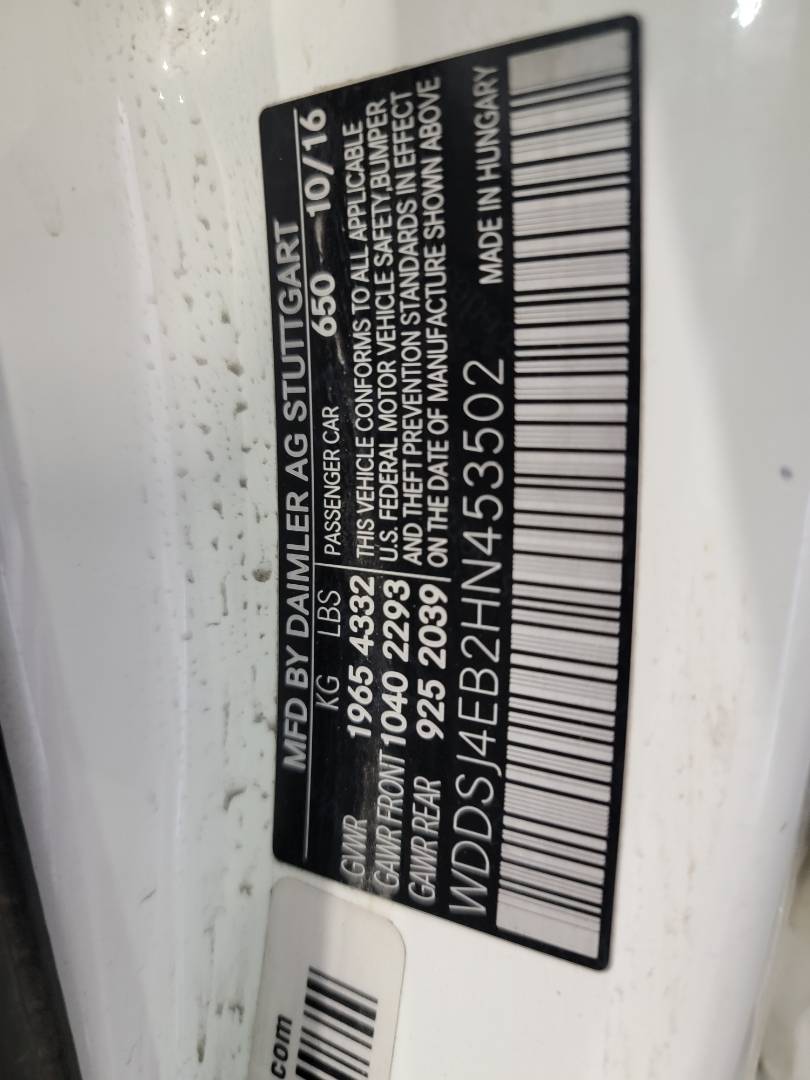 MFD BY DAIMLER AG STUTTGART
KG LBS PASSENGER CAR 650 10/16
GVWR 1965 4332 THIS VEHICLE CONFORMS TO ALL APPLICABLE
GAWR FRONT 1040 2293 U.S. FEDERAL MOTOR VEHICLE SAFETY, BUMPER
GAWR REAR 925 2039 AND THEFT PREVENTION STANDARDS IN EFFECT
ON THE DATE OF MANUFACTURE SHOWN ABOVE
WDDSJ4EB2HN453502 MADE IN HUNGARY
com